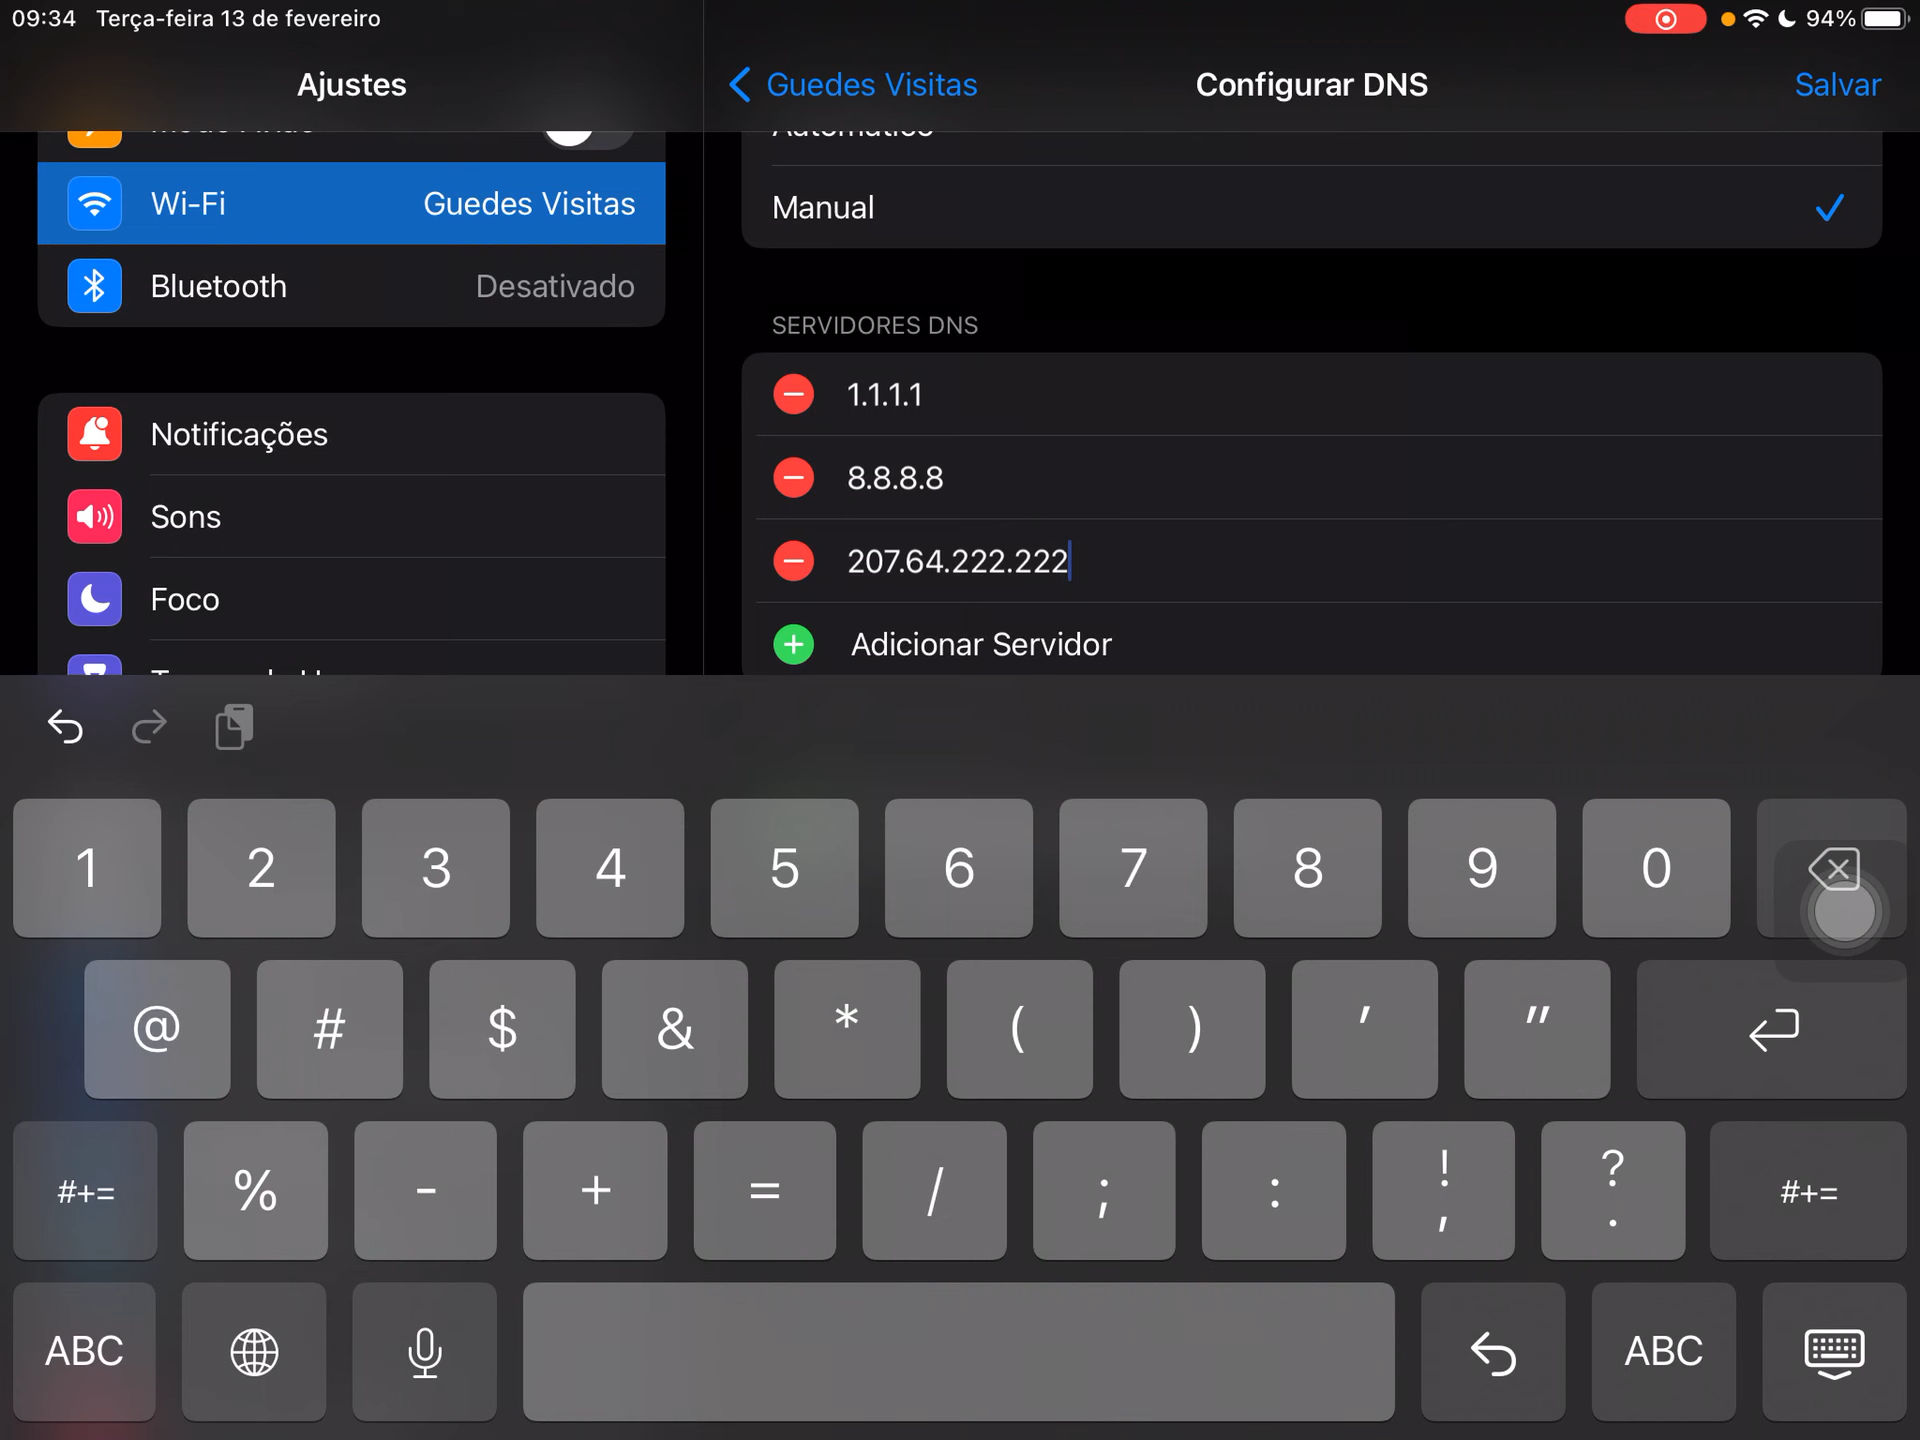 09:34 Terça-feira 13 de fevereiro
94%
Ajustes
Guedes Visitas
Configurar DNS
Salvar
Wi-Fi Guedes Visitas
Bluetooth Desativado
Notificações
Sons
Foco
Automático
Manual
SERVIDORES DNS
1.1.1.1
8.8.8.8
207.64.222.222
Adicionar Servidor
1 2 3 4 5 6 7 8 9 0
@ # $ & * ( ) ' "
#+= % - + = / ; : ! , ? . #+=
ABC ABC